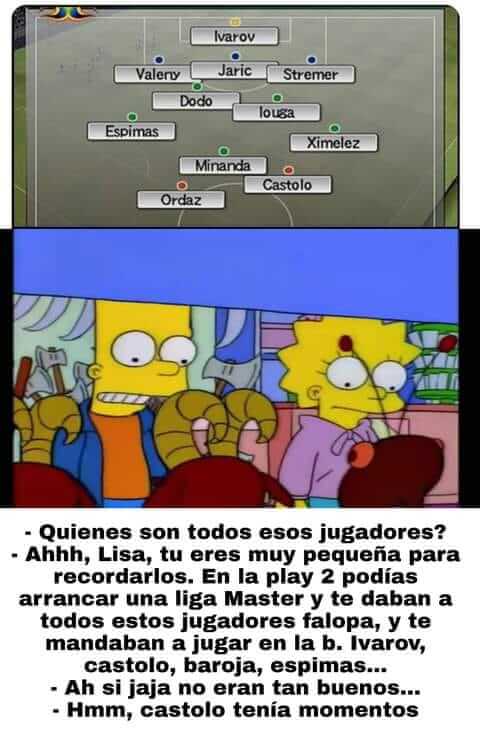 Ivarov
Valeny Jaric Stremer
Dodo Iouga
Espimas Ximelez
Minanda
Ordaz Castolo
- Quienes son todos esos jugadores?
- Ahhh, Lisa, tu eres muy pequeña para
recordarlos. En la play 2 podías
arrancar una liga Master y te daban a
todos estos jugadores falopa, y te
mandaban a jugar en la b. Ivarov,
castolo, baroja, espimas...
- Ah si jaja no eran tan buenos...
- Hmm, castolo tenía momentos